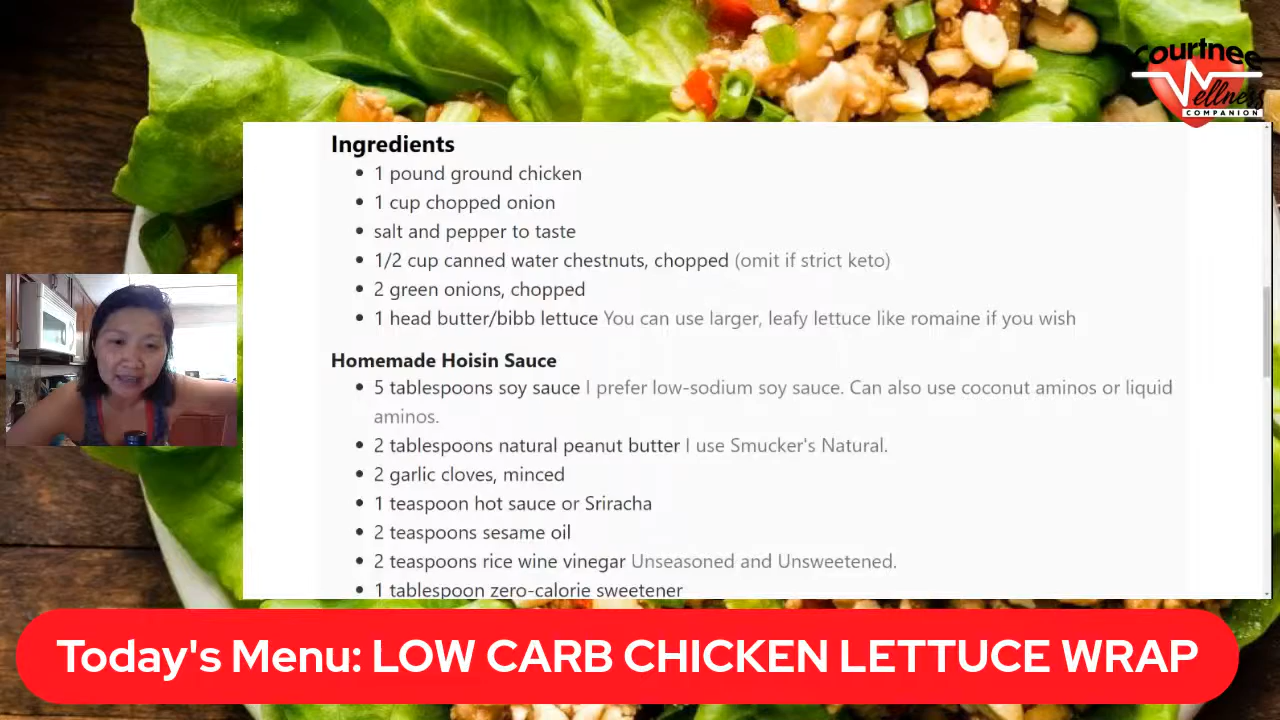 courtnee
Wellness
COMPANION
Ingredients
1 pound ground chicken
1 cup chopped onion
salt and pepper to taste
1/2 cup canned water chestnuts, chopped (omit if strict keto)
2 green onions, chopped
1 head butter/bibb lettuce You can use larger, leafy lettuce like romaine if you wish
Homemade Hoisin Sauce
5 tablespoons soy sauce I prefer low-sodium soy sauce. Can also use coconut aminos or liquid
aminos.
2 tablespoons natural peanut butter I use Smucker's Natural.
2 garlic cloves, minced
1 teaspoon hot sauce or Sriracha
2 teaspoons sesame oil
2 teaspoons rice wine vinegar Unseasoned and Unsweetened.
1 tablespoon zero-calorie sweetener
Today's Menu: LOW CARB CHICKEN LETTUCE WRAP